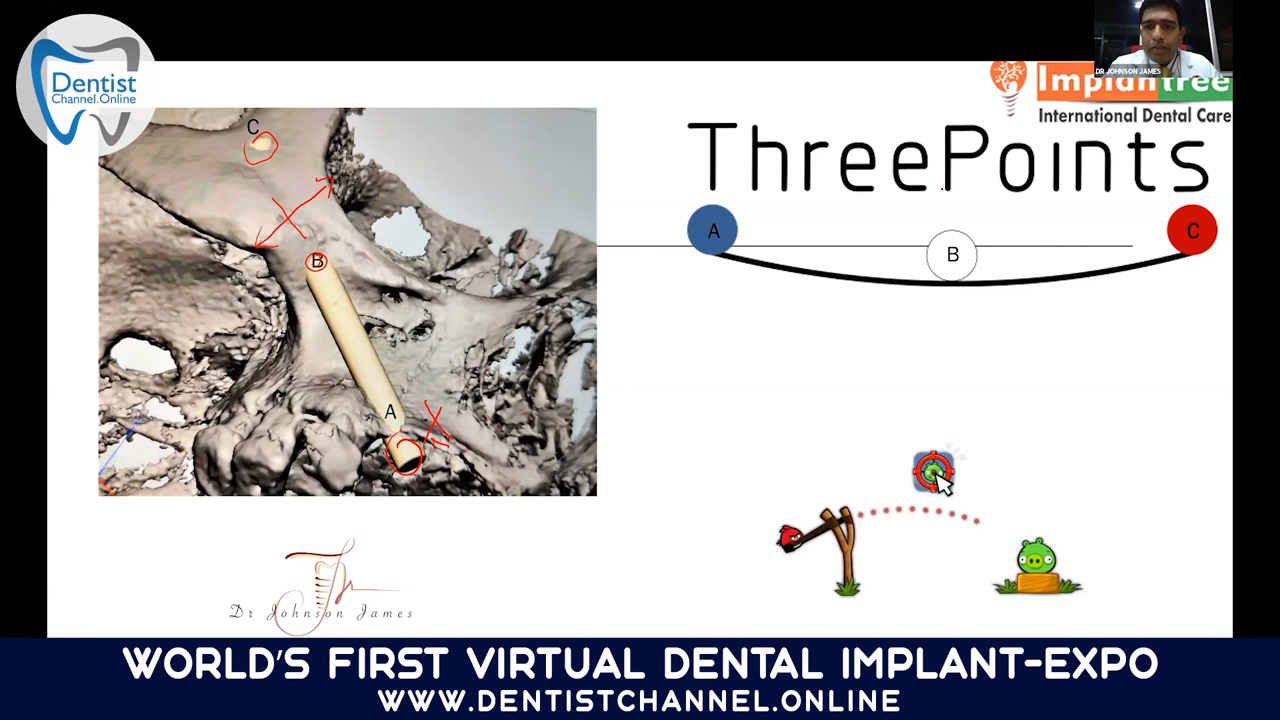 Dentist
Channel.Online
DR JOHNSON JAMES
Implantree
International Dental Care
ThreePoints
A
B
C
C
B
A
Dr Johnson James
WORLD'S FIRST VIRTUAL DENTAL IMPLANT-EXPO
WWW.DENTISTCHANNEL.ONLINE